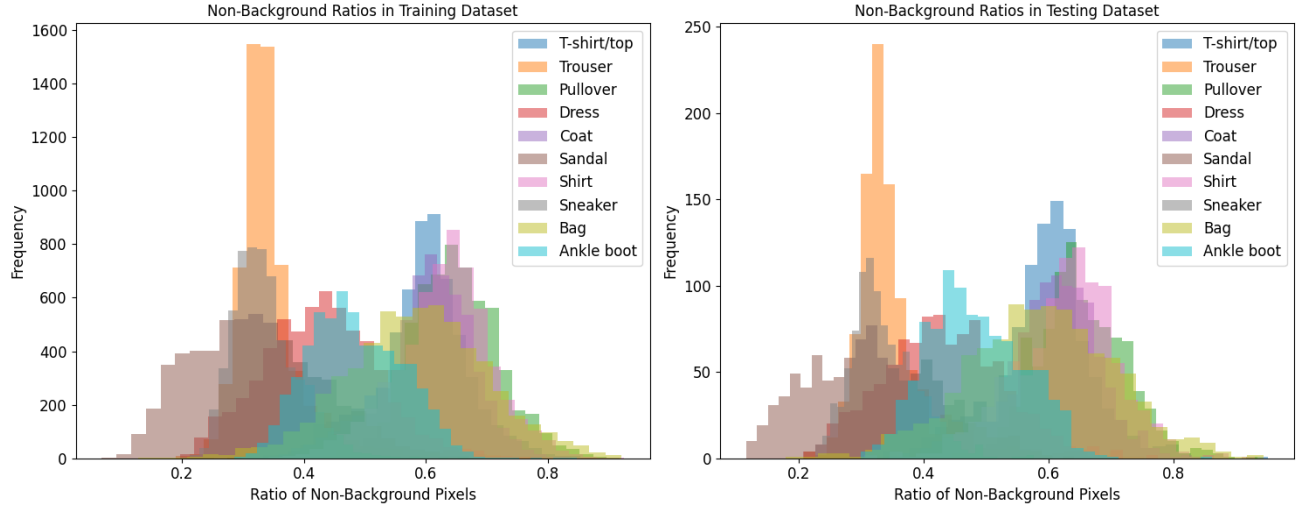 Non-Background Ratios in Training Dataset
1600
1400
1200
1000
800
600
400
200
0
Frequency
0.2 0.4 0.6 0.8
Ratio of Non-Background Pixels
T-shirt/top
Trouser
Pullover
Dress
Coat
Sandal
Shirt
Sneaker
Bag
Ankle boot
Non-Background Ratios in Testing Dataset
250
200
150
100
50
0
Frequency
0.2 0.4 0.6 0.8
Ratio of Non-Background Pixels
T-shirt/top
Trouser
Pullover
Dress
Coat
Sandal
Shirt
Sneaker
Bag
Ankle boot